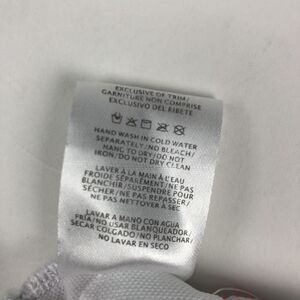 EXCLUSIVE OF TRIM/
GARNITURE NON COMPRISE
EXCLUSIVO DEL RIBETE
HAND WASH IN COLD WATER
SEPARATELY/NO BLEACH/
HANG TO DRY/DO NOT
IRON/DO NOT DRY CLEAN
LAVER À LA MAIN À L'EAU
FROIDE SÉPARÉMENT/NE PAS
BLANCHIR/SUSPENDRE POUR
SÉCHER/NE PAS REPASSER/
NE PAS NETTOYER À SEC
LAVAR A MANO CON AGUA
FRÍA/NO USAR BLANQUEADOR/
SECAR COLGADO/NO PLANCHAR/
NO LAVAR EN SECO